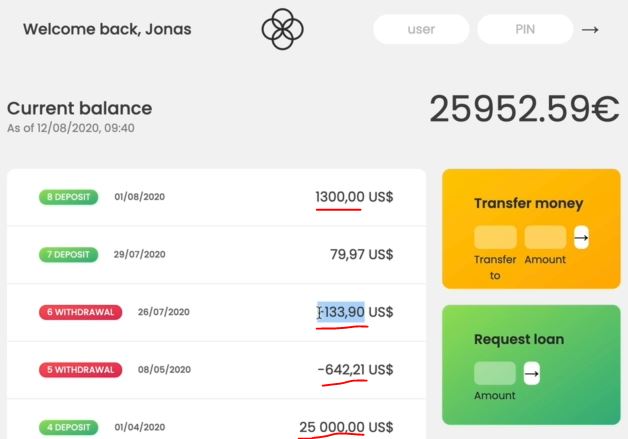 Welcome back, Jonas
user
PIN
→
Current balance
25952.59€
As of 12/08/2020, 09:40
8 DEPOSIT 01/08/2020 1300,00 US$
7 DEPOSIT 29/07/2020 79,97 US$
6 WITHDRAWAL 26/07/2020 -133,90 US$
5 WITHDRAWAL 08/05/2020 -642,21 US$
4 DEPOSIT 01/04/2020 25 000,00 US$
Transfer money
→
Transfer to
Amount
Request loan
→
Amount